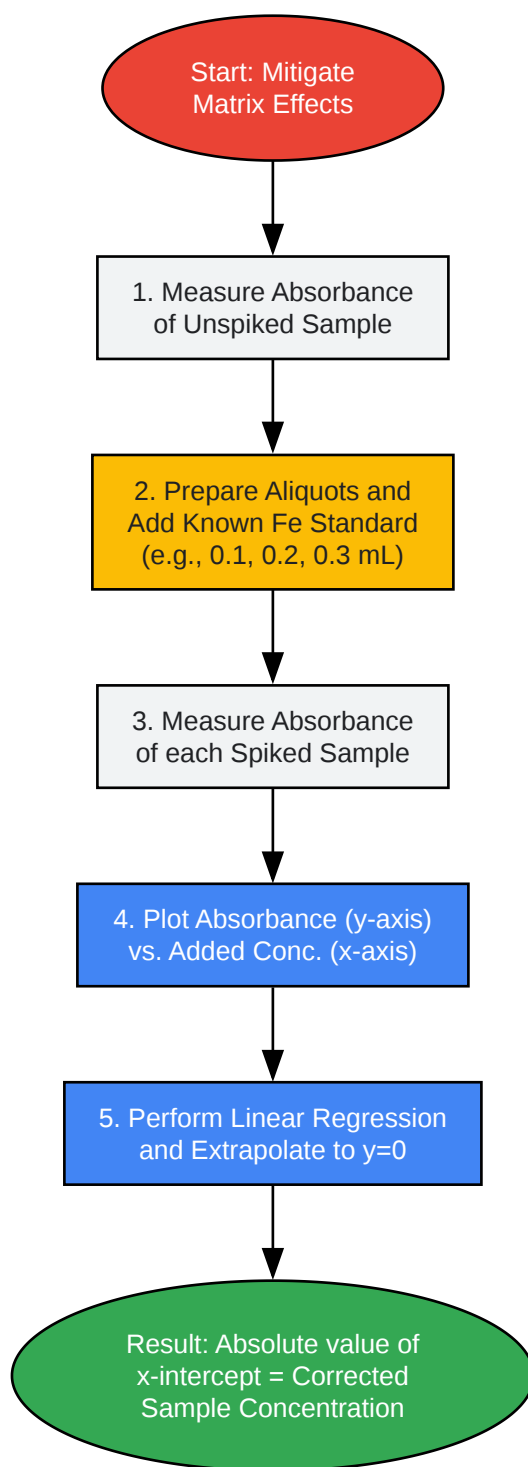 Start: Mitigate
Matrix Effects
1. Measure Absorbance
of Unspiked Sample
2. Prepare Aliquots and
Add Known Fe Standard
(e.g., 0.1, 0.2, 0.3 mL)
3. Measure Absorbance
of each Spiked Sample
4. Plot Absorbance (y-axis)
vs. Added Conc. (x-axis)
5. Perform Linear Regression
and Extrapolate to y=0
Result: Absolute value of
x-intercept = Corrected
Sample Concentration